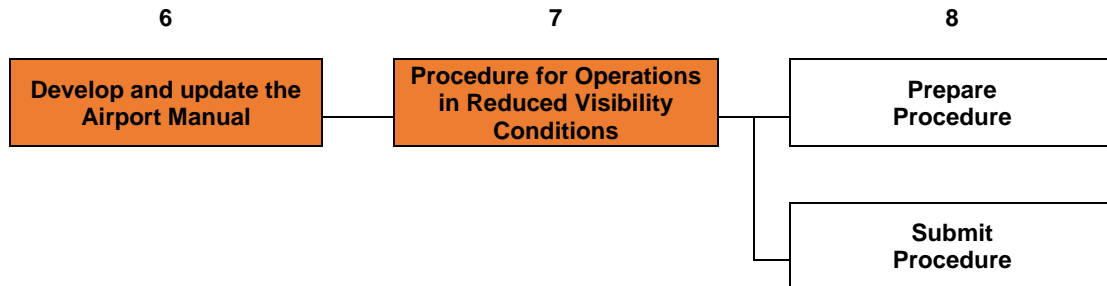 6
7
8
Develop and update the
Airport Manual
Procedure for Operations
in Reduced Visibility
Conditions
Prepare
Procedure
Submit
Procedure